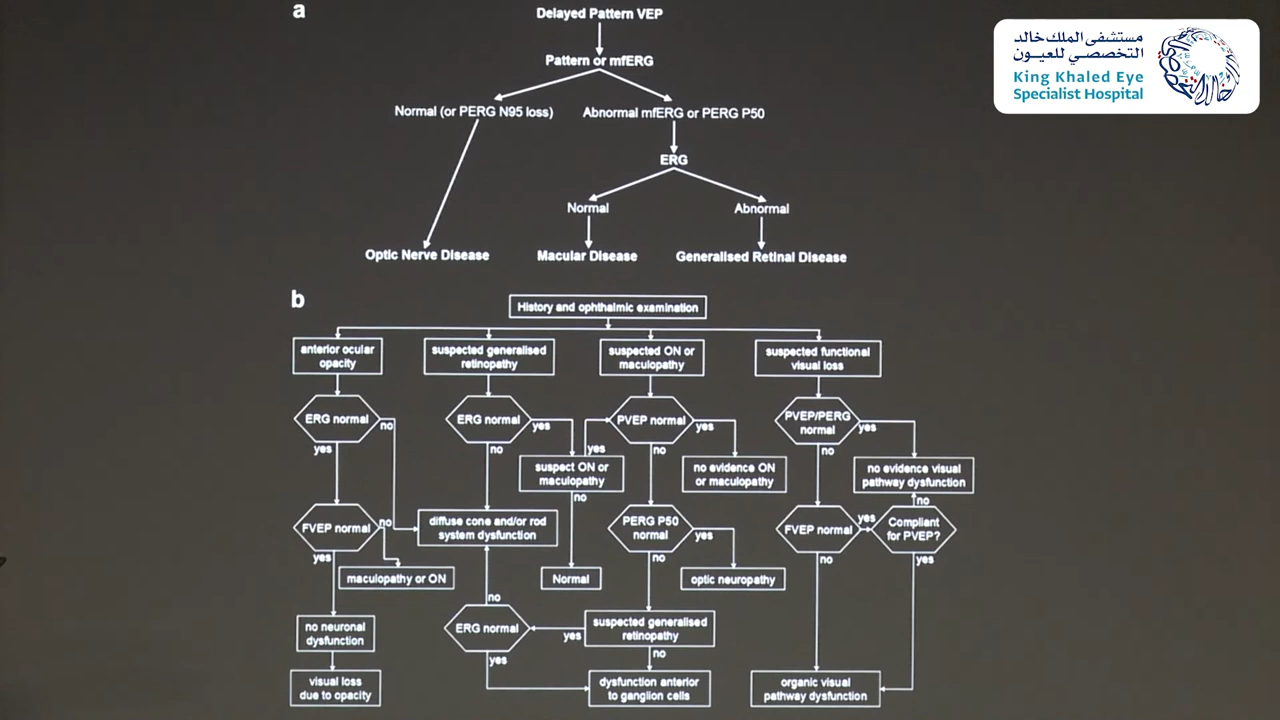 a
Delayed Pattern VEP
Pattern or mfERG
Normal (or PERG N95 loss)
Abnormal mfERG or PERG P50
ERG
Normal
Abnormal
Optic Nerve Disease
Macular Disease
Generalised Retinal Disease
مستشفى الملك خالد
التخصصي للعيون
King Khaled Eye
Specialist Hospital
b
History and ophthalmic examination
anterior ocular
opacity
suspected generalised
retinopathy
suspected ON or
maculopathy
suspected functional
visual loss
ERG normal
no
yes
ERG normal
yes
no
PVEP normal
yes
yes
no
PVEP/PERG
normal
yes
no
suspect ON or
maculopathy
no
no evidence ON
or maculopathy
no evidence visual
pathway dysfunction
no
FVEP normal
no
yes
diffuse cone and/or rod
system dysfunction
PERG P50
normal
yes
no
FVEP normal
yes
no
Compliant
for PVEP?
yes
maculopathy or ON
Normal
optic neuropathy
no
no neuronal
dysfunction
ERG normal
yes
yes
suspected generalised
retinopathy
no
visual loss
due to opacity
dysfunction anterior
to ganglion cells
organic visual
pathway dysfunction